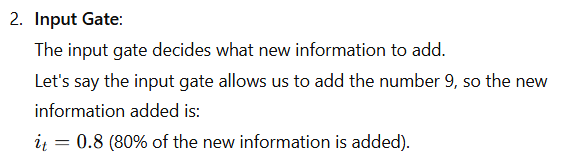 2. Input Gate:
The input gate decides what new information to add.
Let's say the input gate allows us to add the number 9, so the new
information added is:
i_t = 0.8 (80% of the new information is added).